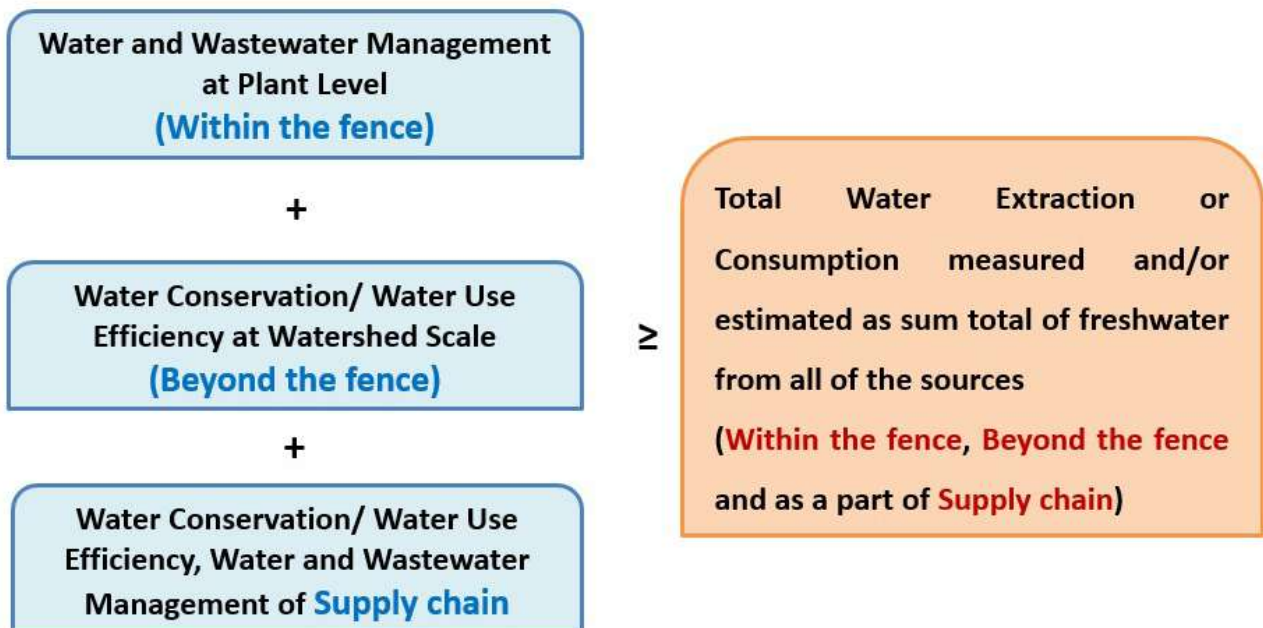 Water and Wastewater Management
at Plant Level
(Within the fence)
+
Water Conservation/ Water Use
Efficiency at Watershed Scale
(Beyond the fence)
+
Water Conservation/ Water Use
Efficiency, Water and Wastewater
Management of Supply chain
≥
Total Water Extraction or
Consumption measured and/or
estimated as sum total of freshwater
from all of the sources
(Within the fence, Beyond the fence
and as a part of Supply chain)